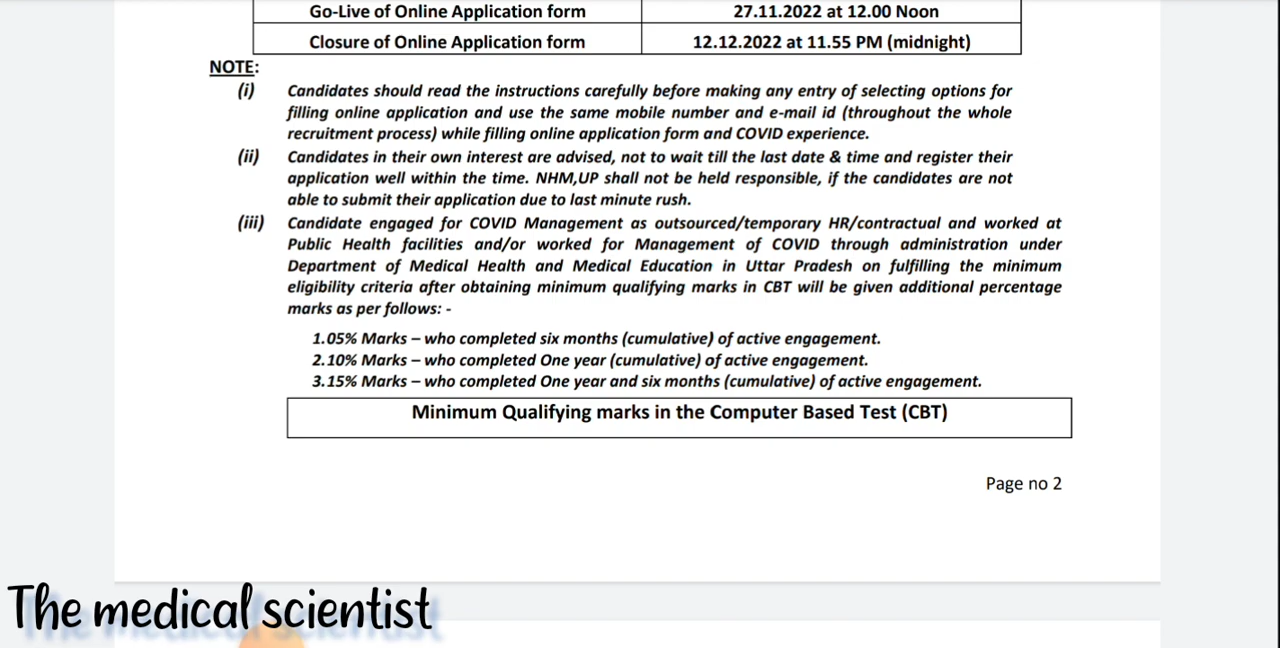 Go-Live of Online Application form 27.11.2022 at 12.00 Noon
Closure of Online Application form 12.12.2022 at 11.55 PM (midnight)
NOTE:
(i) Candidates should read the instructions carefully before making any entry of selecting options for
filling online application and use the same mobile number and e-mail id (throughout the whole
recruitment process) while filling online application form and COVID experience.
(ii) Candidates in their own interest are advised, not to wait till the last date & time and register their
application well within the time. NHM,UP shall not be held responsible, if the candidates are not
able to submit their application due to last minute rush.
(iii) Candidate engaged for COVID Management as outsourced/temporary HR/contractual and worked at
Public Health facilities and/or worked for Management of COVID through administration under
Department of Medical Health and Medical Education in Uttar Pradesh on fulfilling the minimum
eligibility criteria after obtaining minimum qualifying marks in CBT will be given additional percentage
marks as per follows: -
1.05% Marks – who completed six months (cumulative) of active engagement.
2.10% Marks – who completed One year (cumulative) of active engagement.
3.15% Marks – who completed One year and six months (cumulative) of active engagement.
Minimum Qualifying marks in the Computer Based Test (CBT)
Page no 2
The medical scientist